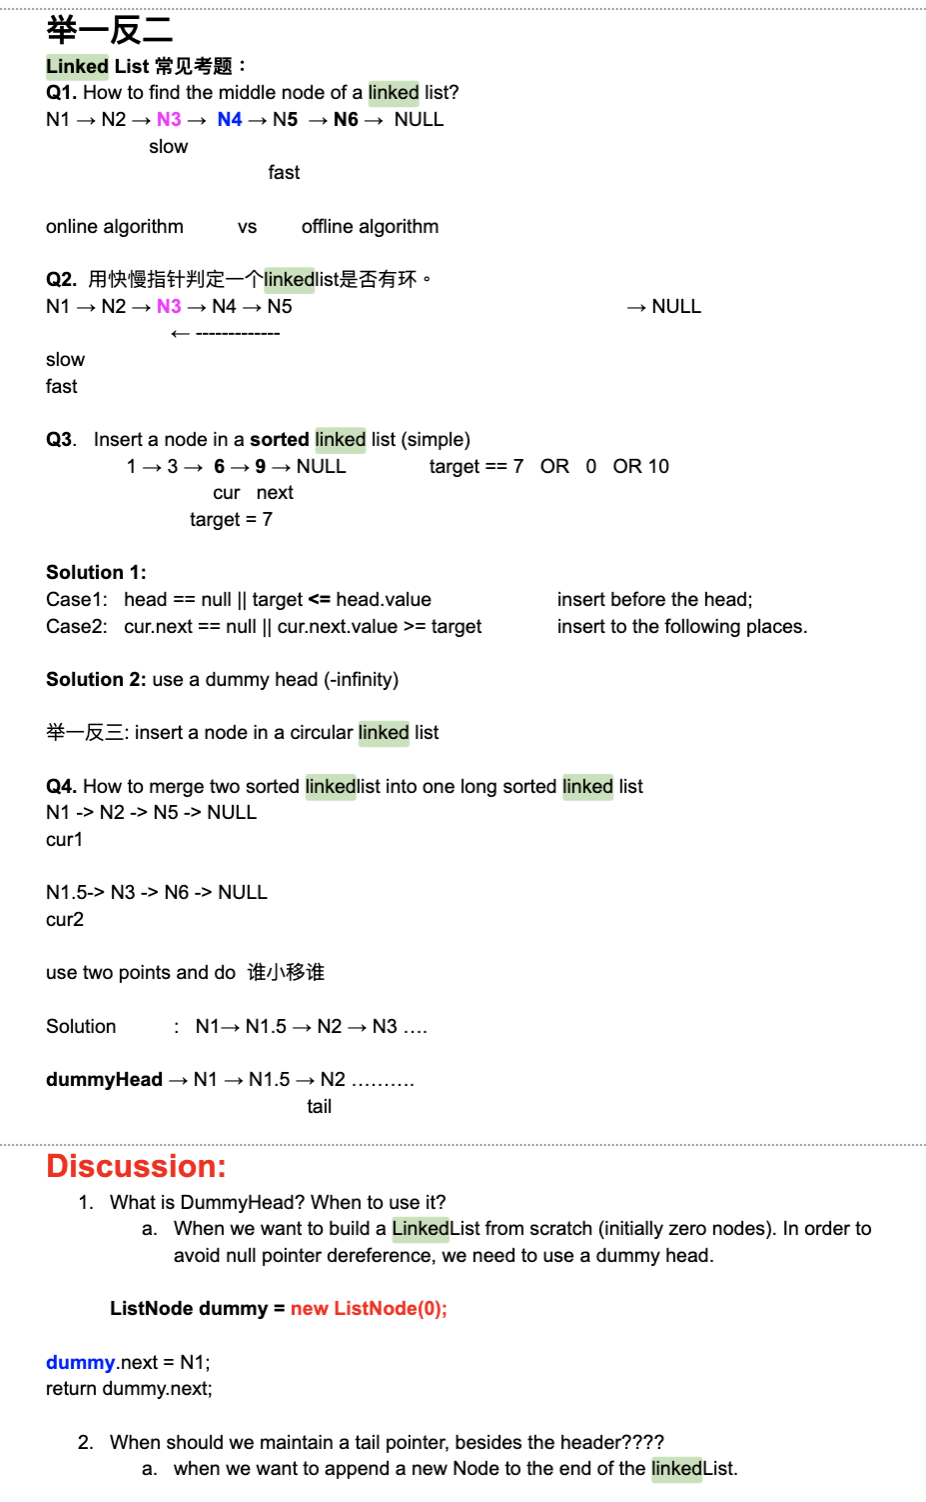 举一反二
Linked List 常见考题：
Q1. How to find the middle node of a linked list?
N1 → N2 → N3 → N4 → N5 → N6 → NULL
slow
fast
online algorithm vs offline algorithm
Q2. 用快慢指针判定一个linkedlist是否有环。
N1 → N2 → N3 → N4 → N5 → NULL
← -------------
slow
fast
Q3. Insert a node in a sorted linked list (simple)
1 → 3 → 6 → 9 → NULL target == 7 OR 0 OR 10
cur next
target = 7
Solution 1:
Case1: head == null || target <= head.value insert before the head;
Case2: cur.next == null || cur.next.value >= target insert to the following places.
Solution 2: use a dummy head (-infinity)
举一反三: insert a node in a circular linked list
Q4. How to merge two sorted linkedlist into one long sorted linked list
N1 -> N2 -> N5 -> NULL
cur1
N1.5-> N3 -> N6 -> NULL
cur2
use two points and do 谁小移谁
Solution : N1→ N1.5 → N2 → N3 ….
dummyHead → N1 → N1.5 → N2 ……….
tail
Discussion:
1. What is DummyHead? When to use it?
a. When we want to build a LinkedList from scratch (initially zero nodes). In order to
avoid null pointer dereference, we need to use a dummy head.
ListNode dummy = new ListNode(0);
dummy.next = N1;
return dummy.next;
2. When should we maintain a tail pointer, besides the header????
a. when we want to append a new Node to the end of the linkedList.